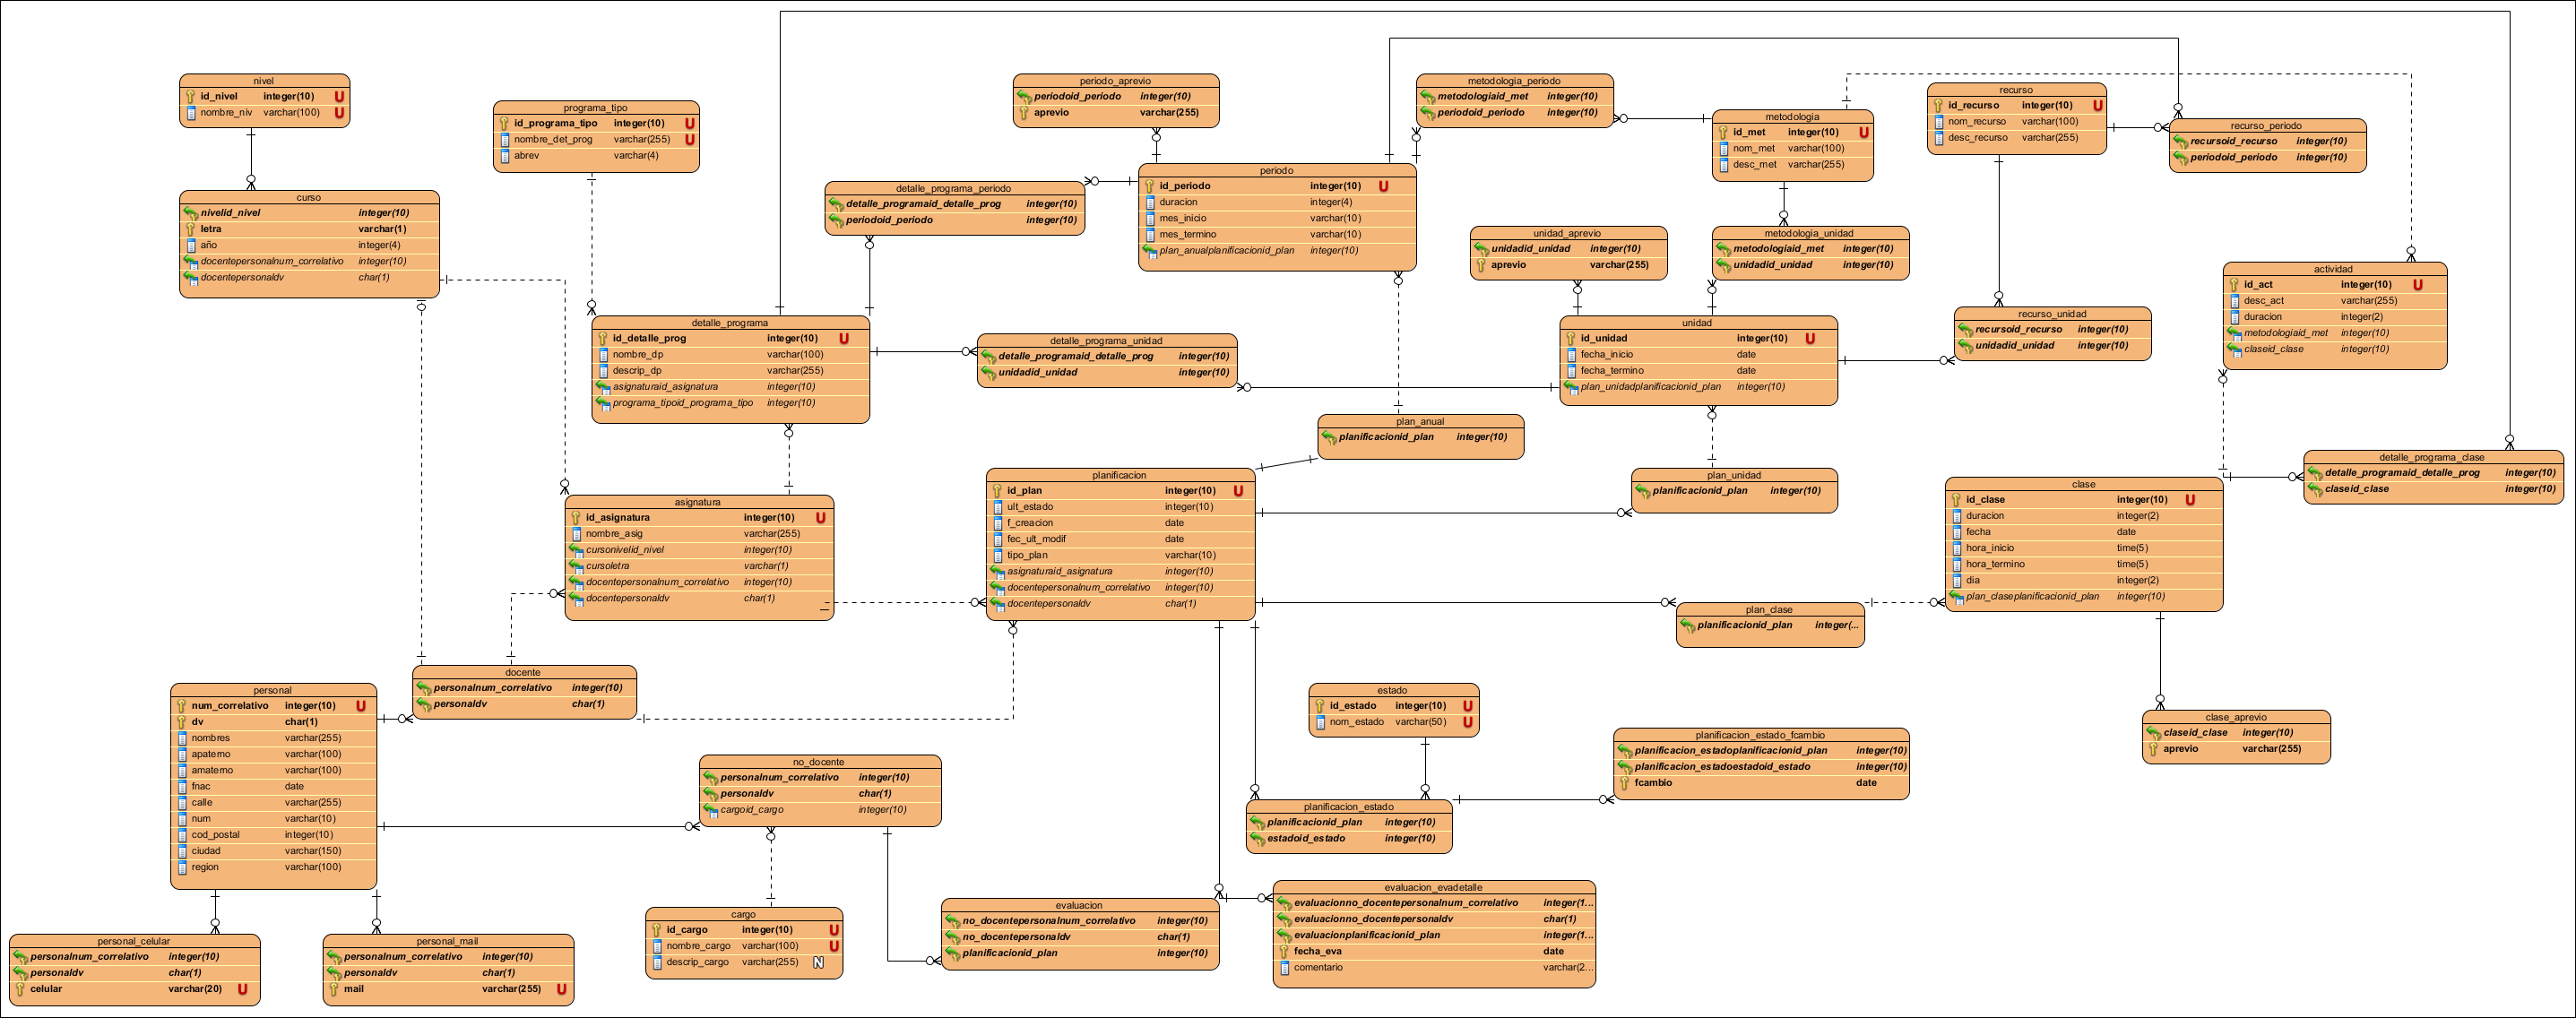 nivel
id_nivel integer(10) U
nombre_niv varchar(100) U
programa_tipo
id_programa_tipo integer(10) U
nombre_det_prog varchar(255) U
abrev varchar(4)
periodo_aprevio
periodoid_periodo integer(10)
aprevio varchar(255)
metodologia_periodo
metodologiaid_met integer(10)
periodoid_periodo integer(10)
metodologia
id_met integer(10) U
nom_met varchar(100)
desc_met varchar(255)
recurso
id_recurso integer(10) U
nom_recurso varchar(100)
desc_recurso varchar(255)
recurso_periodo
recursoid_recurso integer(10)
periodoid_periodo integer(10)
curso
nivelid_nivel integer(10)
letra varchar(1)
año integer(4)
docentepersonalnum_correlativo integer(10)
docentepersonaldv char(1)
detalle_programa_periodo
detalle_programaid_detalle_prog integer(10)
periodoid_periodo integer(10)
periodo
id_periodo integer(10) U
duracion integer(4)
mes_inicio varchar(10)
mes_termino varchar(10)
plan_anualplanificacionid_plan integer(10)
unidad_aprevio
unidadid_unidad integer(10)
aprevio varchar(255)
metodologia_unidad
metodologiaid_met integer(10)
unidadid_unidad integer(10)
actividad
id_act integer(10) U
desc_act varchar(255)
duracion integer(2)
metodologiaid_met integer(10)
claseid_clase integer(10)
detalle_programa
id_detalle_prog integer(10) U
nombre_dp varchar(100)
descrip_dp varchar(255)
asignaturaid_asignatura integer(10)
programa_tipoid_programa_tipo integer(10)
detalle_programa_unidad
detalle_programaid_detalle_prog integer(10)
unidadid_unidad integer(10)
unidad
id_unidad integer(10) U
fecha_inicio date
fecha_termino date
plan_unidadplanificacionid_plan integer(10)
recurso_unidad
recursoid_recurso integer(10)
unidadid_unidad integer(10)
plan_anual
planificacionid_plan integer(10)
detalle_programa_clase
detalle_programaid_detalle_prog integer(10)
claseid_clase integer(10)
asignatura
id_asignatura integer(10) U
nombre_asig varchar(255)
cursonivelid_nivel integer(10)
cursoletra varchar(1)
docentepersonalnum_correlativo integer(10)
docentepersonaldv char(1)
planificacion
id_plan integer(10) U
ult_estado integer(10)
f_creacion date
fec_ult_modif date
tipo_plan varchar(10)
asignaturaid_asignatura integer(10)
docentepersonalnum_correlativo integer(10)
docentepersonaldv char(1)
plan_unidad
planificacionid_plan integer(10)
clase
id_clase integer(10) U
duracion integer(2)
fecha date
hora_inicio time(5)
hora_termino time(5)
dia integer(2)
plan_claseplanificacionid_plan integer(10)
plan_clase
planificacionid_plan integer(...
docente
personalnum_correlativo integer(10)
personaldv char(1)
personal
num_correlativo integer(10) U
dv char(1)
nombres varchar(255)
apaterno varchar(100)
amaterno varchar(100)
fnac date
calle varchar(255)
num varchar(10)
cod_postal integer(10)
ciudad varchar(150)
region varchar(100)
estado
id_estado integer(10) U
nom_estado varchar(50) U
clase_aprevio
claseid_clase integer(10)
aprevio varchar(255)
planificacion_estado_fcambio
planificacion_estadoplanificacionid_plan integer(10)
planificacion_estadoestadoid_estado integer(10)
fcambio date
no_docente
personalnum_correlativo integer(10)
personaldv char(1)
cargoid_cargo integer(10)
planificacion_estado
planificacionid_plan integer(10)
estadoid_estado integer(10)
personal_celular
personalnum_correlativo integer(10)
personaldv char(1)
celular varchar(20) U
personal_mail
personalnum_correlativo integer(10)
personaldv char(1)
mail varchar(255) U
cargo
id_cargo integer(10) U
nombre_cargo varchar(100) U
descrip_cargo varchar(255) N
evaluacion
no_docentepersonalnum_correlativo integer(10)
no_docentepersonaldv char(1)
planificacionid_plan integer(10)
evaluacion_evadetalle
evaluacionno_docentepersonalnum_correlativo integer(1...
evaluacionno_docentepersonaldv char(1)
evaluacionplanificacionid_plan integer(1...
fecha_eva date
comentario varchar(2...